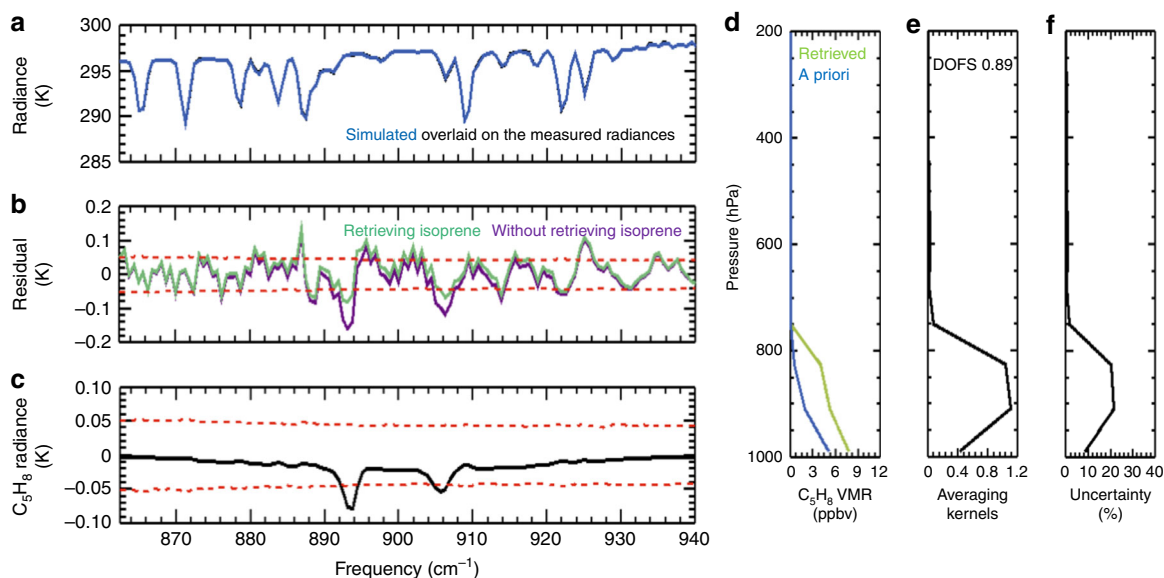 a
300
295
290
285
Radiance
(K)
Simulated overlaid on the measured radiances
b
0.2
0.1
0
−0.1
−0.2
Residual
(K)
Retrieving isoprene Without retrieving isoprene
c
0.10
0.05
0
−0.05
−0.10
C5H8 radiance
(K)
870 880 890 900 910 920 930 940
Frequency (cm−1)
d
200
400
600
800
1000
Pressure (hPa)
Retrieved
A priori
0 3 6 9 12
C5H8 VMR
(ppbv)
e
DOFS 0.89
0 0.4 0.8 1.2
Averaging
kernels
f
0 10 20 30 40
Uncertainty
(%)